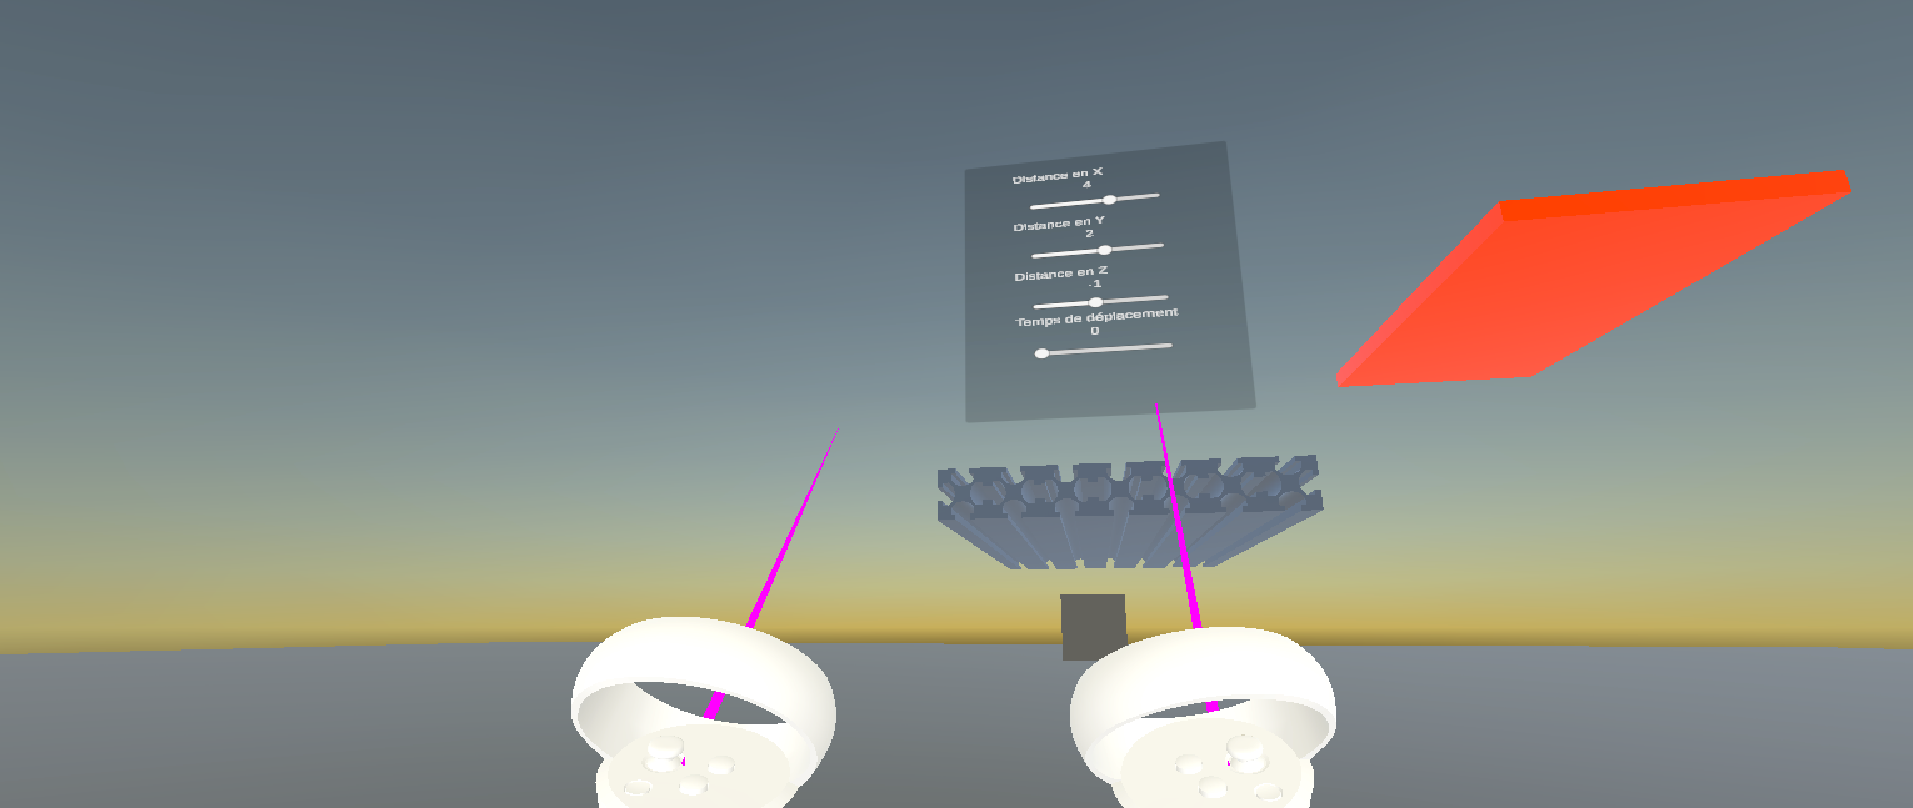 Distance en X
4
Distance en Y
2
Distance en Z
-1
Temps de déplacement
0